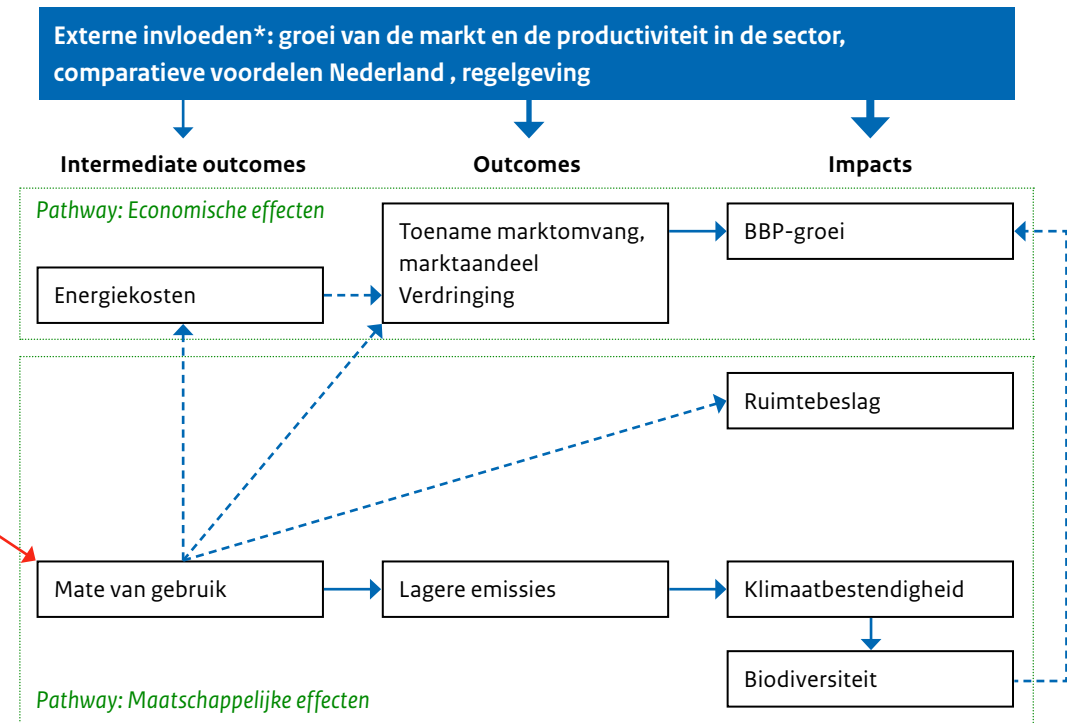 Externe invloeden*: groei van de markt en de productiviteit in de sector,
comparatieve voordelen Nederland , regelgeving
Intermediate outcomes
Outcomes
Impacts
Pathway: Economische effecten
Toename marktomvang,
marktaandeel
Verdringing
BBP-groei
Energiekosten
Ruimtebeslag
Mate van gebruik
Lagere emissies
Klimaatbestendigheid
Biodiversiteit
Pathway: Maatschappelijke effecten